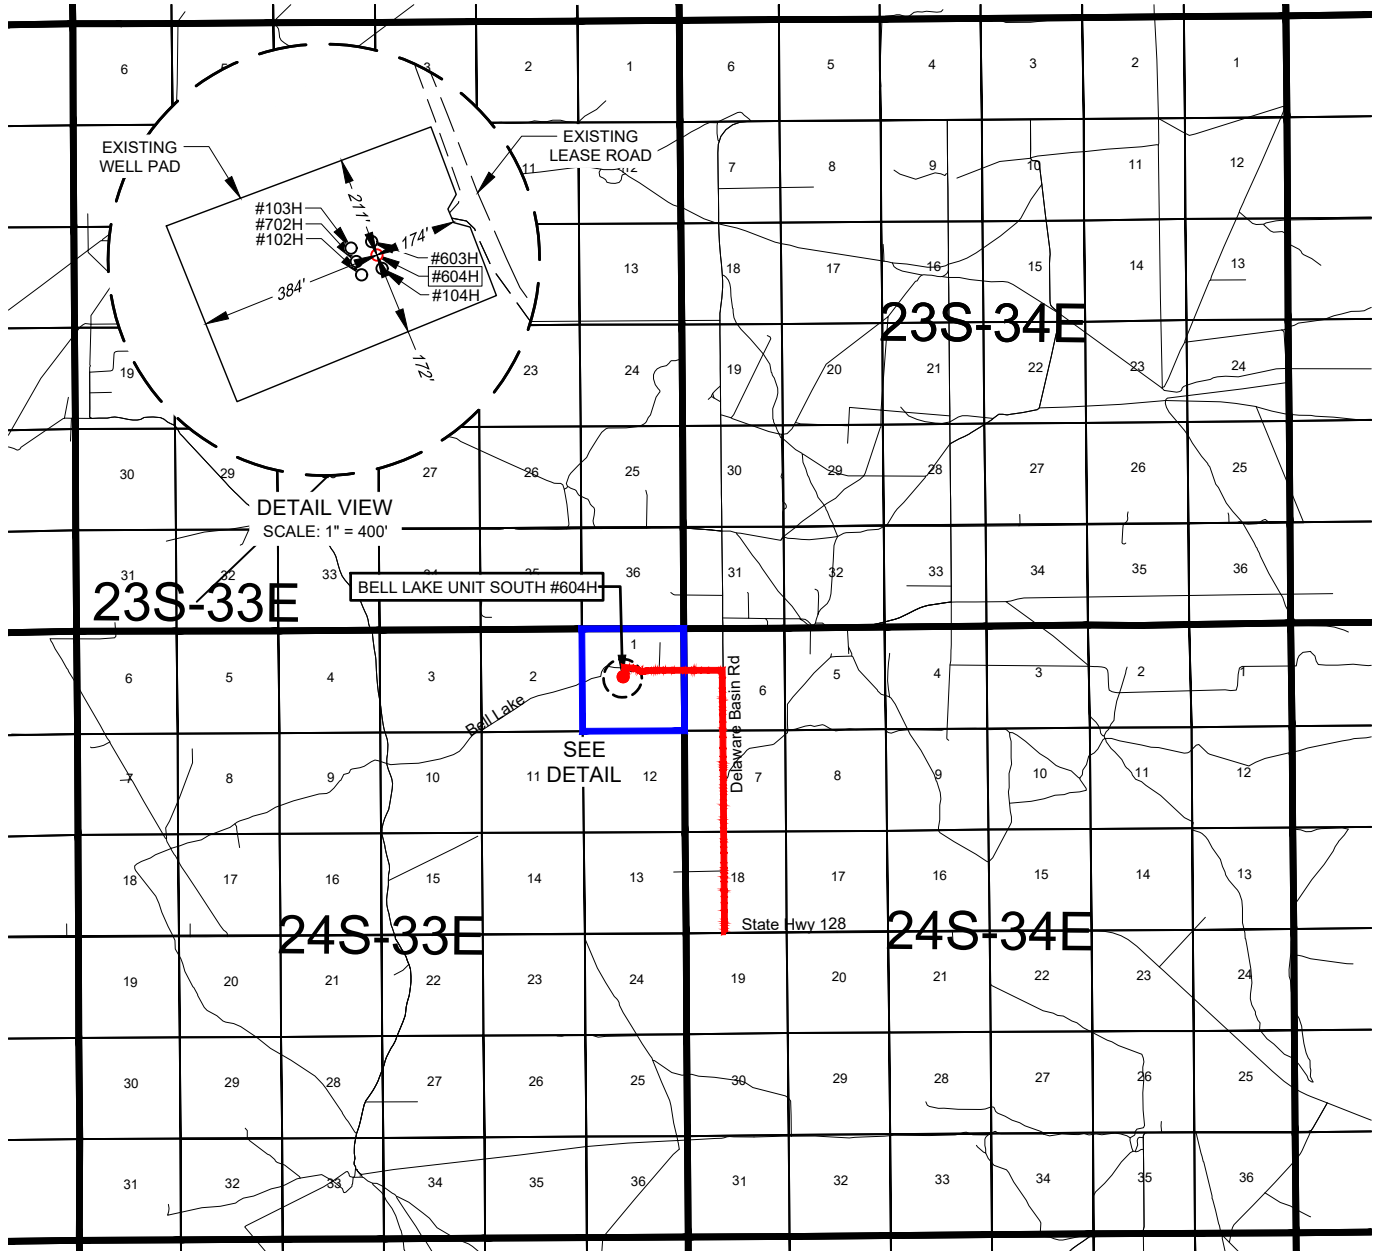 6 5 3 2 1 6 5 4 3 2 1
EXISTING
WELL PAD
EXISTING
LEASE ROAD
11 12 7 8 9 10 11 12
#103H
#702H
#102H
211'
174'
#603H
#604H
#104H
384'
172'
13 18 17 16 15 14 13
23S-34E
19 23 24 19 20 21 22 23 24
30 29 27 26 25 30 29 28 27 26 25
DETAIL VIEW
SCALE: 1" = 400'
31 32 33 34 35 36 31 32 33 34 35 36
BELL LAKE UNIT SOUTH #604H
23S-33E
6 5 4 3 2 1 6 5 4 3 2 1
Bell Lake
Delaware Basin Rd
SEE
DETAIL
7 8 9 10 11 12 7 8 9 10 11 12
18 17 16 15 14 13 18 17 16 15 14 13
State Hwy 128
24S-33E
24S-34E
19 20 21 22 23 24 19 20 21 22 23 24
30 29 28 27 26 25 30 29 28 27 26 25
31 32 33 34 35 36 31 32 33 34 35 36